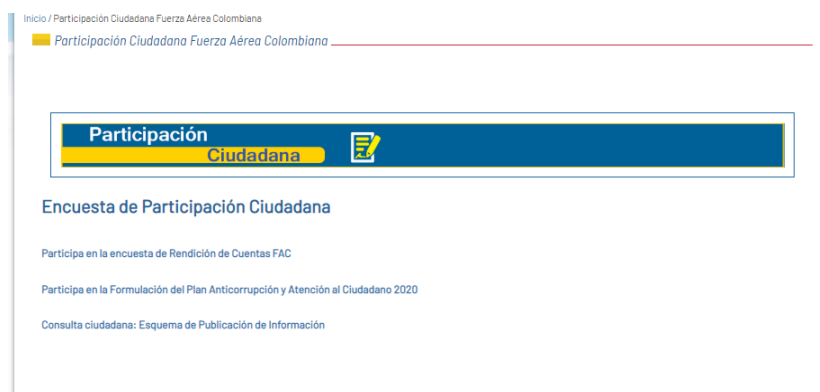 Inicio / Participación Ciudadana Fuerza Aérea Colombiana
Participación Ciudadana Fuerza Aérea Colombiana
Participación
Ciudadana
Encuesta de Participación Ciudadana
Participa en la encuesta de Rendición de Cuentas FAC
Participa en la Formulación del Plan Anticorrupción y Atención al Ciudadano 2020
Consulta ciudadana: Esquema de Publicación de Información